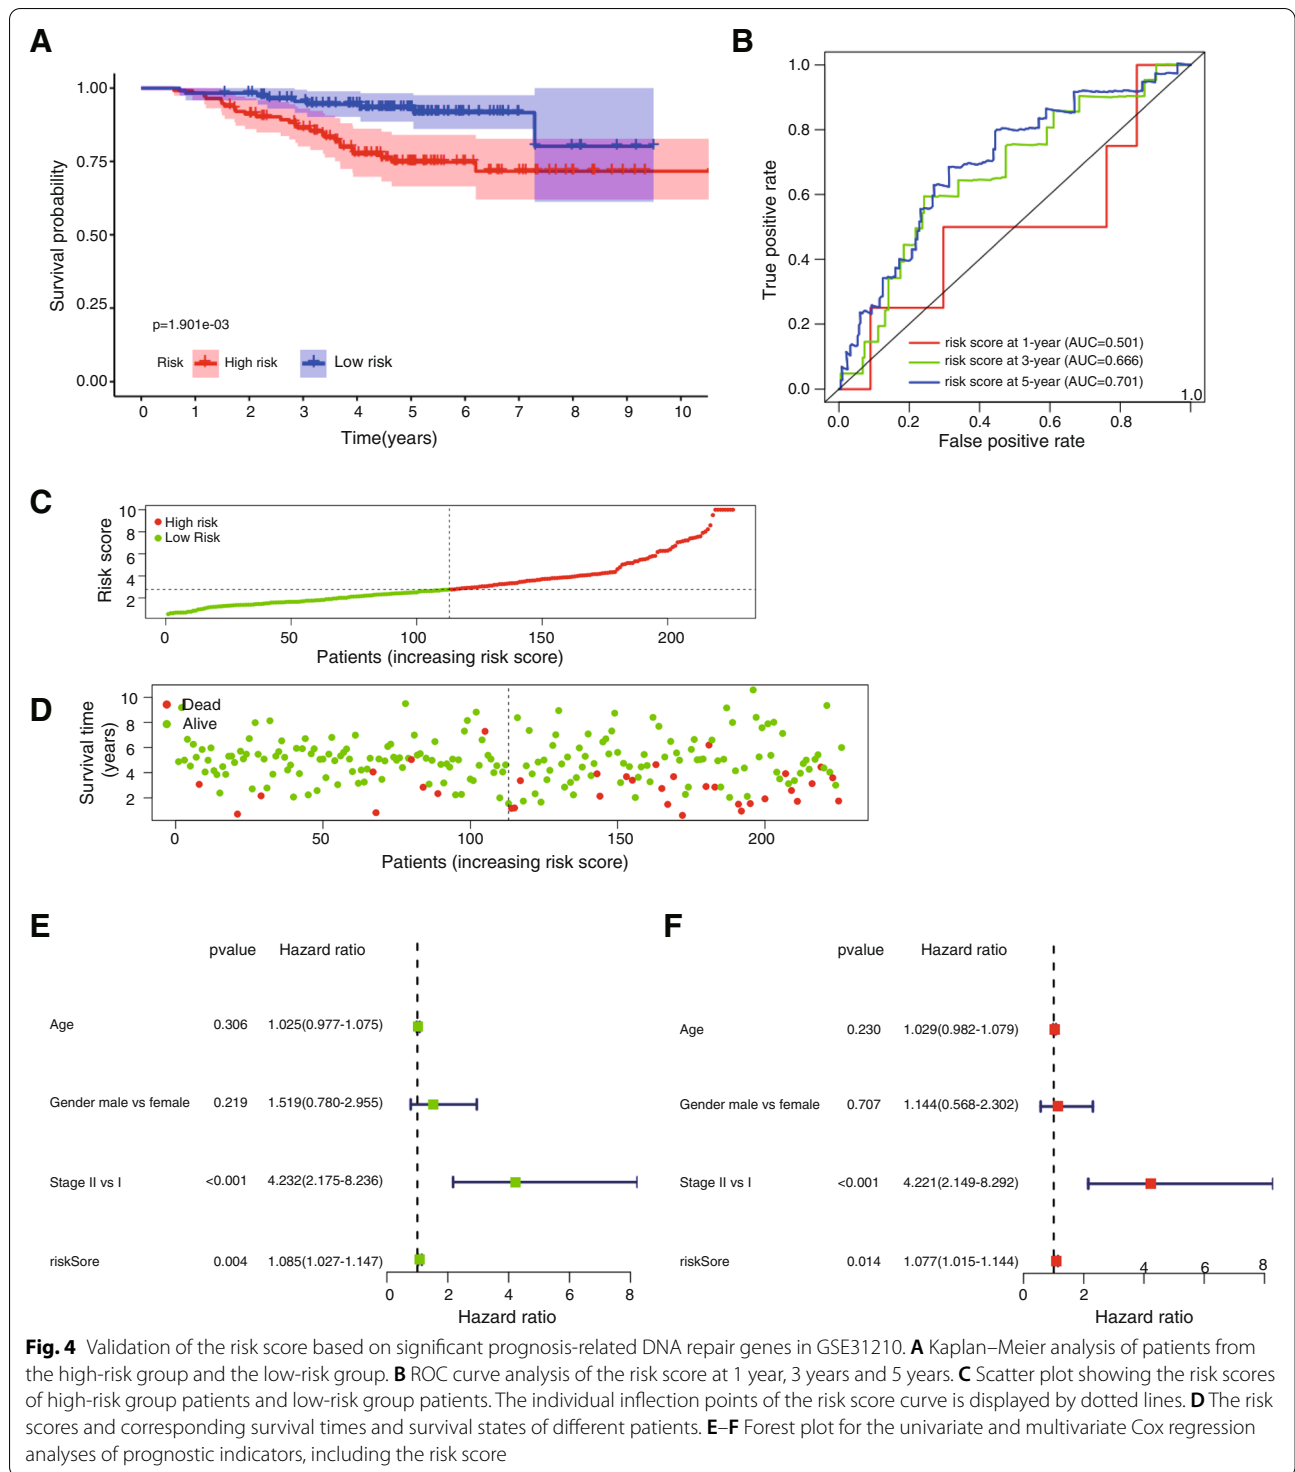 A
1.00
0.75
0.50
0.25
0.00
Survival probability
p=1.901e-03
Risk High risk Low risk
0 1 2 3 4 5 6 7 8 9 10
Time(years)
B
1.0
0.8
0.6
0.4
0.2
0.0
True positive rate
risk score at 1-year (AUC=0.501)
risk score at 3-year (AUC=0.666)
risk score at 5-year (AUC=0.701)
1.0
0.0 0.2 0.4 0.6 0.8
False positive rate
C
10
8
6
4
2
Risk score
High risk
Low Risk
0 50 100 150 200
Patients (increasing risk score)
D
10
8
6
4
2
Survival time
(years)
Dead
Alive
0 50 100 150 200
Patients (increasing risk score)
E
pvalue Hazard ratio
Age 0.306 1.025(0.977-1.075)
Gender male vs female 0.219 1.519(0.780-2.955)
Stage II vs I <0.001 4.232(2.175-8.236)
riskSore 0.004 1.085(1.027-1.147)
0 2 4 6 8
Hazard ratio
F
pvalue Hazard ratio
Age 0.230 1.029(0.982-1.079)
Gender male vs female 0.707 1.144(0.568-2.302)
Stage II vs I <0.001 4.221(2.149-8.292)
riskSore 0.014 1.077(1.015-1.144)
0 2 4 6 8
Hazard ratio
Fig. 4 Validation of the risk score based on significant prognosis-related DNA repair genes in GSE31210. A Kaplan–Meier analysis of patients from
the high-risk group and the low-risk group. B ROC curve analysis of the risk score at 1 year, 3 years and 5 years. C Scatter plot showing the risk scores
of high-risk group patients and low-risk group patients. The individual inflection points of the risk score curve is displayed by dotted lines. D The risk
scores and corresponding survival times and survival states of different patients. E–F Forest plot for the univariate and multivariate Cox regression
analyses of prognostic indicators, including the risk score